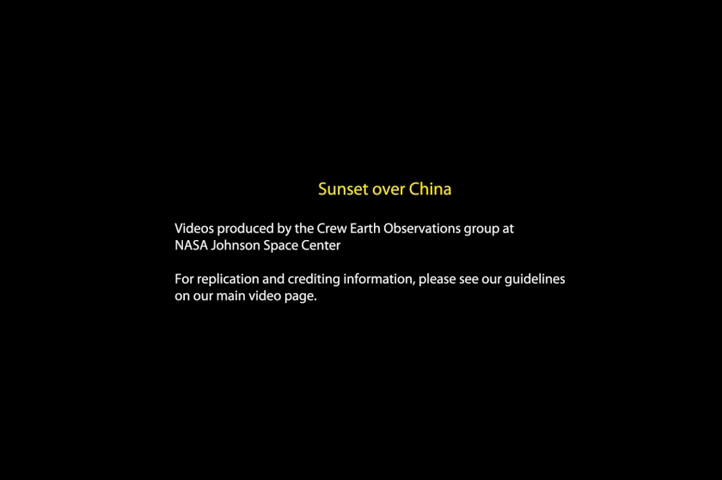 Sunset over China
Videos produced by the Crew Earth Observations group at
NASA Johnson Space Center
For replication and crediting information, please see our guidelines
on our main video page.